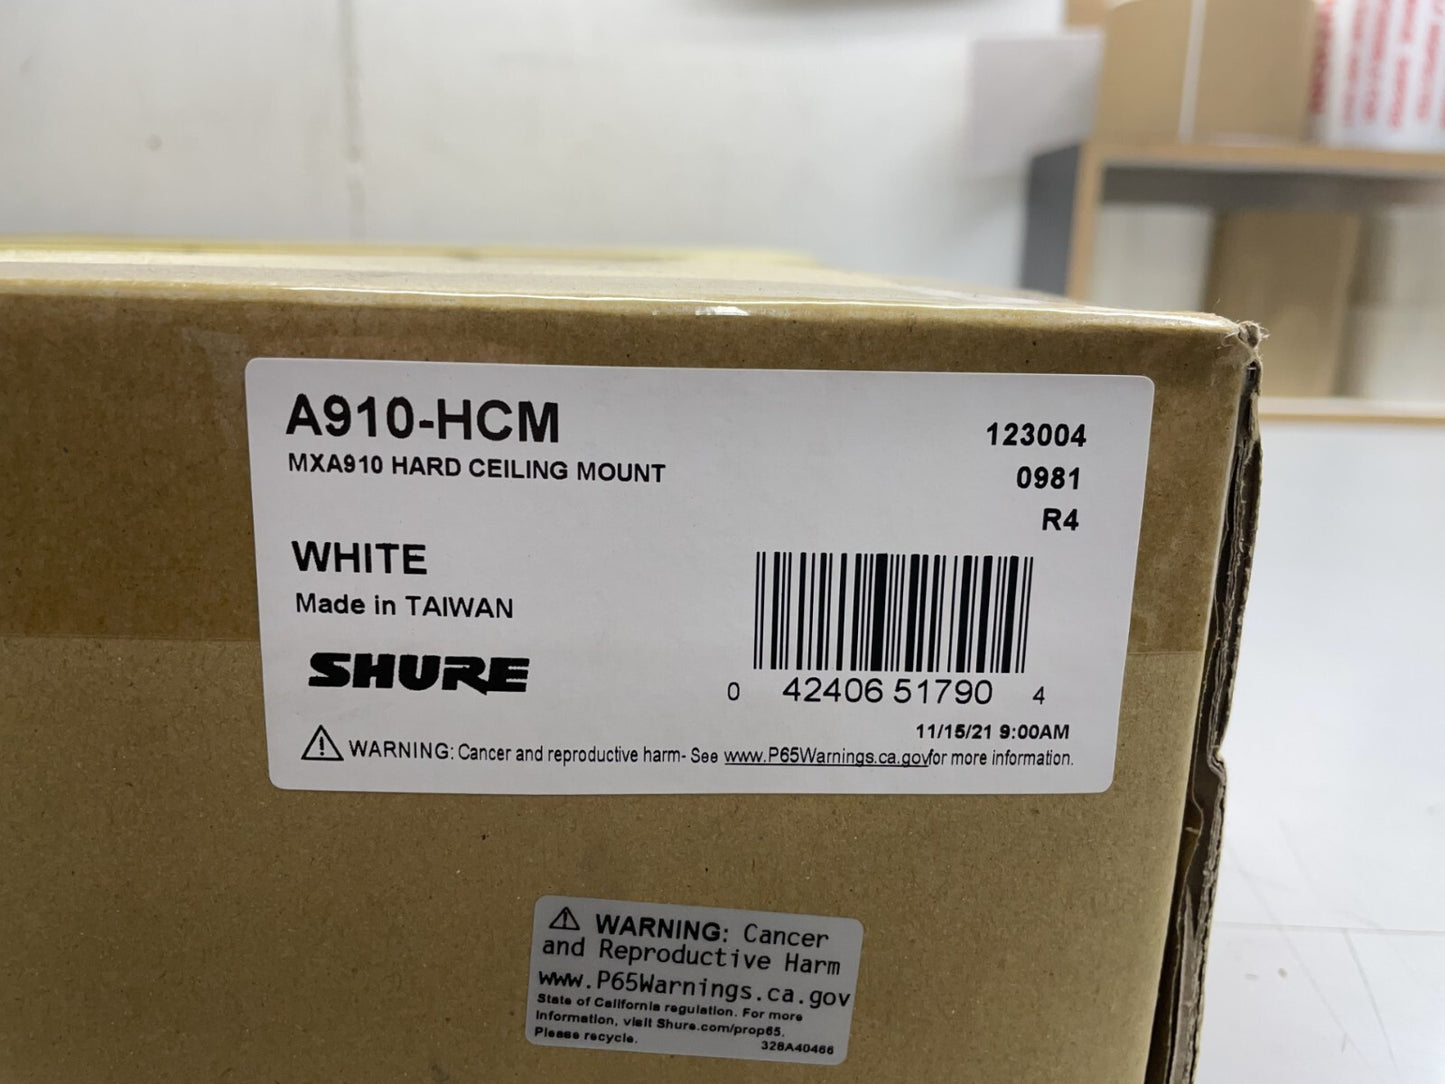 A910-HCM
MXA910 HARD CEILING MOUNT
123004
0981
R4
WHITE
Made in TAIWAN
SHURE
0 42406 51790 4
11/15/21 9:00AM
WARNING: Cancer and reproductive harm- See www.P65Warnings.ca.gov for more information.
WARNING: Cancer
and Reproductive Harm
www.P65Warnings.ca.gov
State of California regulation. For more
information, visit Shure.com/prop65.
Please recycle.
328A40466